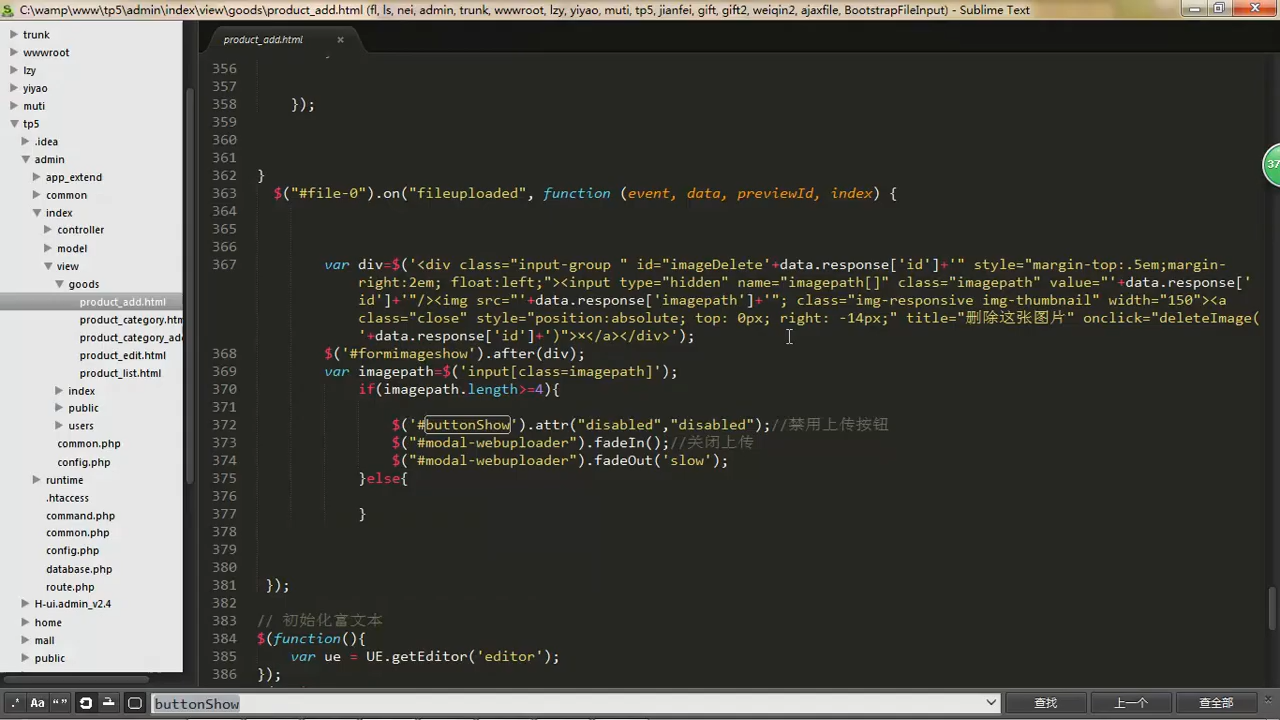 C:\wamp\www\tp5\admin\index\view\goods\product_add.html (fl, ls, nei, admin, trunk, wwwroot, lzy, yiyao, muti, tp5, jianfei, gift, gift2, weiqin2, ajaxfile, BootstrapFileInput) - Sublime Text
trunk
wwwroot
lzy
yiyao
muti
tp5
.idea
admin
app_extend
common
index
controller
model
view
goods
product_add.html
product_category.htm
product_category_add
product_edit.html
product_list.html
index
public
users
common.php
config.php
runtime
.htaccess
command.php
common.php
config.php
database.php
route.php
H-ui.admin_v2.4
home
mall
public
product_add.html ×
356
357
358 });
359
360
361
362 }
363 $("#file-0").on("fileuploaded", function (event, data, previewId, index) {
364
365
366
367 var div=$('<div class="input-group " id="imageDelete'+data.response['id']+'" style="margin-top:.5em;margin-
right:2em; float:left;"><input type="hidden" name="imagepath[]" class="imagepath" value="'+data.response['
id']+'"/><img src="'+data.response['imagepath']+'"; class="img-responsive img-thumbnail" width="150"><a
class="close" style="position:absolute; top: 0px; right: -14px;" title="删除这张图片" onclick="deleteImage(
'+data.response['id']+')">×</a></div>');
368 $('#formimageshow').after(div);
369 var imagepath=$('input[class=imagepath]');
370 if(imagepath.length>=4){
371
372 $('#buttonShow').attr("disabled","disabled");//禁用上传按钮
373 $("#modal-webuploader").fadeIn();//关闭上传
374 $("#modal-webuploader").fadeOut('slow');
375 }else{
376
377 }
378
379
380
381 });
382
383 // 初始化富文本
384 $(function(){
385 var ue = UE.getEditor('editor');
386 });
37
.* Aa “” buttonShow 查找 上一个 查全部